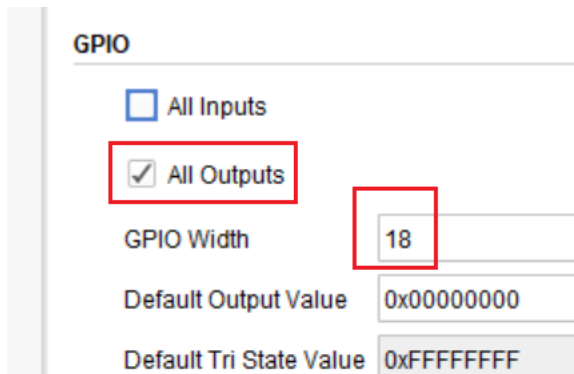 GPIO
All Inputs
All Outputs
GPIO Width 18
Default Output Value 0x00000000
Default Tri State Value 0xFFFFFFFF